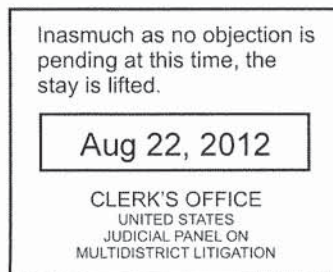 Inasmuch as no objection is
pending at this time, the
stay is lifted.
Aug 22, 2012
CLERK'S OFFICE
UNITED STATES
JUDICIAL PANEL ON
MULTIDISTRICT LITIGATION